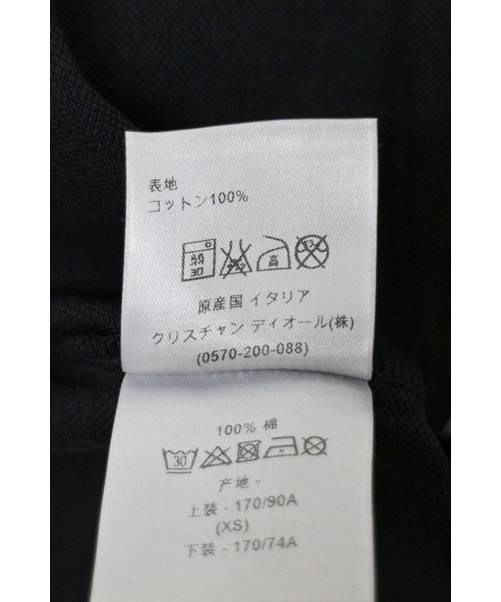 表地
コットン100%
弱
30
高
原産国 イタリア
クリスチャン ディオール(株)
(0570-200-088)
100% 棉
30
产地 -
上装 - 170/90A
(XS)
下装 - 170/74A